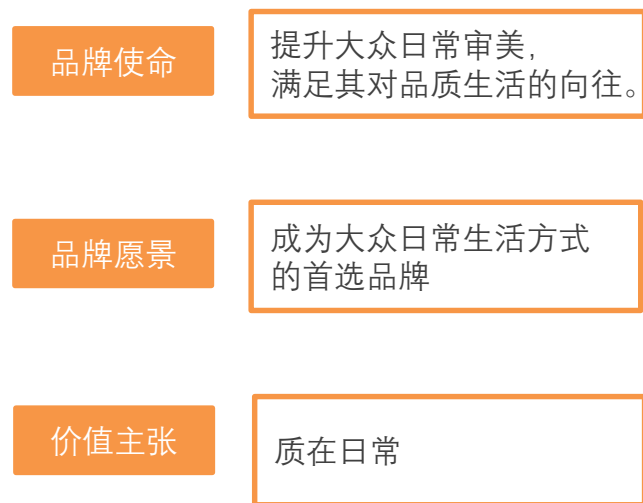 品牌使命
提升大众日常审美,
满足其对品质生活的向往。
品牌愿景
成为大众日常生活方式
的首选品牌
价值主张
质在日常